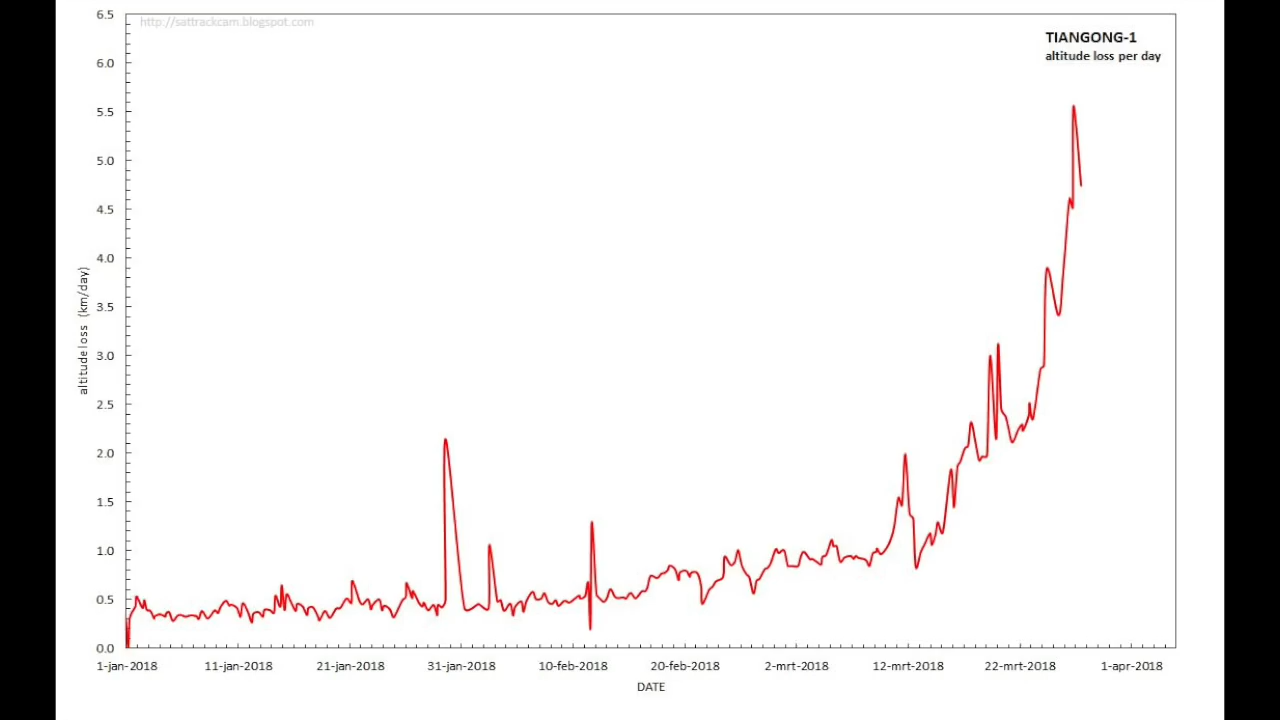 http://sattrackcam.blogspot.com
TIANGONG-1
altitude loss per day
6.5
6.0
5.5
5.0
4.5
4.0
3.5
3.0
2.5
2.0
1.5
1.0
0.5
0.0
altitude loss (km/day)
1-jan-2018 11-jan-2018 21-jan-2018 31-jan-2018 10-feb-2018 20-feb-2018 2-mrt-2018 12-mrt-2018 22-mrt-2018 1-apr-2018
DATE